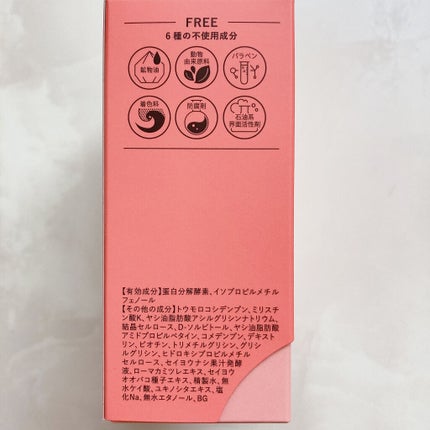 FREE
6種の不使用成分
鉱物油
動物
由来原料
パラベン
着色料
防腐剤
石油系
界面活性剤
【有効成分】蛋白分解酵素、イソプロピルメチル
フェノール
【その他の成分】トウモロコシデンプン、ミリスチ
ン酸K、ヤシ油脂肪酸アシルグリシンナトリウム、
結晶セルロース、D-ソルビトール、ヤシ油脂肪酸
アミドプロピルベタイン、コメデンプン、デキスト
リン、ビオチン、トリメチルグリシン、グリシ
ルグリシン、ヒドロキシプロピルメチル
セルロース、セイヨウナシ果汁発酵
液、ローマカミツレエキス、セイヨウ
オオバコ種子エキス、精製水、無
水ケイ酸、ユキノシタエキス、塩
化Na、無水エタノール、BG